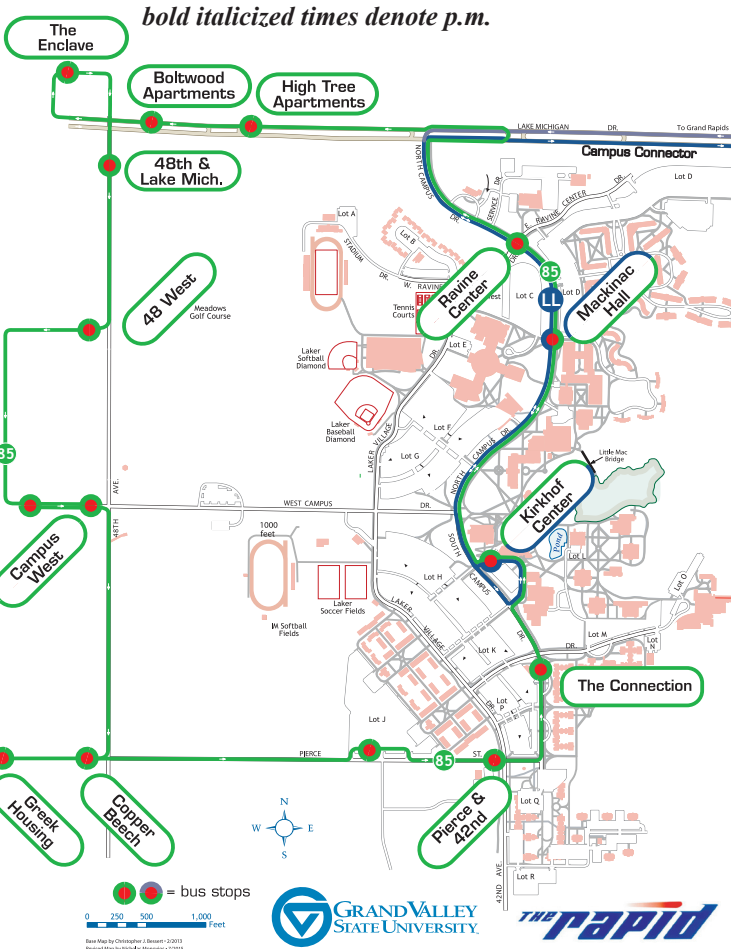 bold italicized times denote p.m.
The
Enclave
Boltwood
Apartments
High Tree
Apartments
LAKE MICHIGAN
DR.
To Grand Rapids
Campus Connector
48th &
Lake Mich.
NORTH CAMPUS
DR.
SERVICE
DR.
E. RAVINE CENTER
DR.
Lot D
Lot A
Lot B
STADIUM
DR.
W. RAVINE
DR.
Ravine
Center
85
LL
Lot C
Lot D
Mackinac
Hall
48 West
Meadows
Golf Course
Tennis
Courts
Laker
Softball
Diamond
Lot E
DR.
Laker
Baseball
Diamond
LAKER
VILLAGE
Lot F
Lot G
NORTH
CAMPUS
DR.
Little Mac
Bridge
85
Kirkhof
Center
AVE.
48TH
WEST CAMPUS
DR.
Campus
West
1000
feet
SOUTH
CAMPUS
DR.
Pond
Lot L
Lot H
Lot O
Laker
Soccer Fields
IM Softball
Fields
LAKER
VILLAGE
DR.
Lot K
DR.
Lot M
Lot
N
The Connection
Lot
P
Lot J
PIERCE
85
ST.
Greek
Housing
Copper
Beech
Pierce &
42nd
N
W
E
S
Lot Q
Lot R
42ND
AVE.
= bus stops
0 250 500 1,000
Feet
Base Map by Christopher J. Bessert • 2/2013
GRANDVALLEY
STATE UNIVERSITY
THE rapid